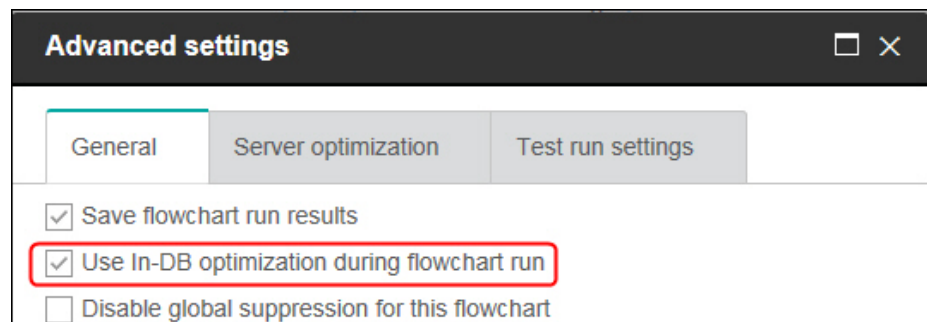 Advanced settings
General Server optimization Test run settings
Save flowchart run results
Use In-DB optimization during flowchart run
Disable global suppression for this flowchart